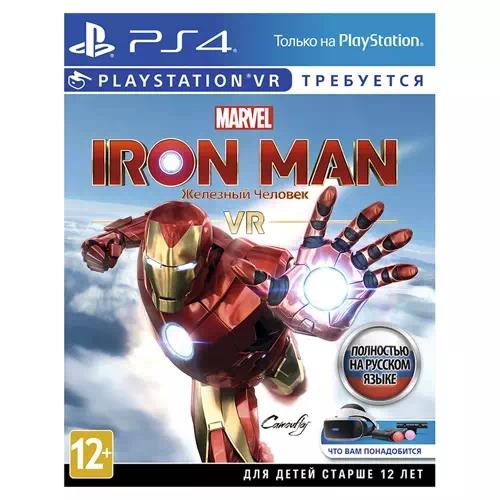 PS4
Только на PlayStation®
PLAYSTATION®VR ТРЕБУЕТСЯ
MARVEL
IRON MAN
Железный Человек
VR
ПОЛНОСТЬЮ
НА РУССКОМ
ЯЗЫКЕ
Camouflaj
12+
ЧТО ВАМ ПОНАДОБИТСЯ
ДЛЯ ДЕТЕЙ СТАРШЕ 12 ЛЕТ